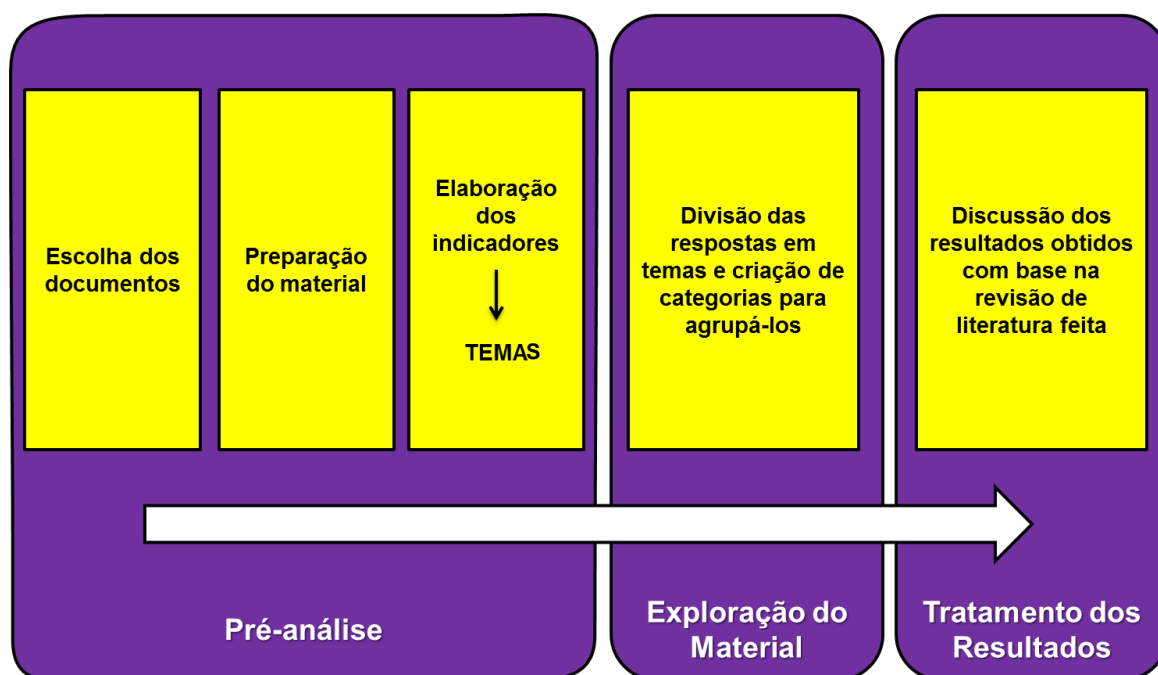 Escolha dos
documentos
Preparação
do material
Elaboração
dos
indicadores
TEMAS
Divisão das
respostas em
temas e criação de
categorias para
agrupá-los
Discussão dos
resultados obtidos
com base na
revisão de
literatura feita
Pré-análise
Exploração do
Material
Tratamento dos
Resultados